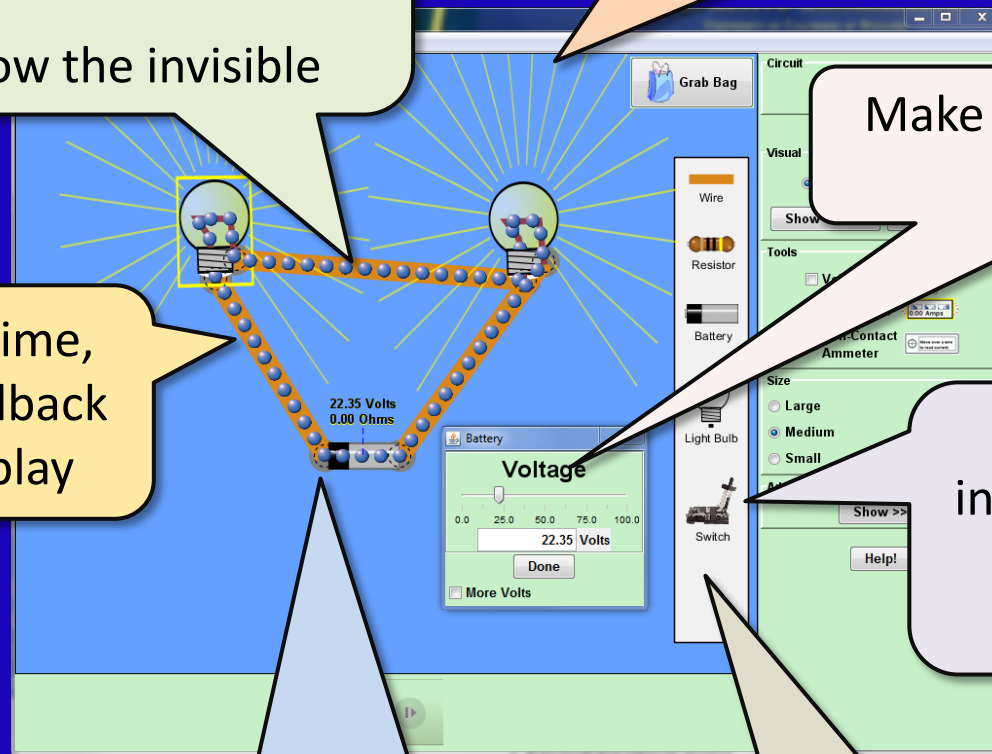 ow the invisible
Grab Bag
Circuit
Make
Visual
Show
Tools
ime,
lback
play
Wire
Resistor
Battery
Light Bulb
Switch
0.00 Amps
-Contact
Ammeter
Size
Large
Medium
Small
22.35 Volts
0.00 Ohms
Battery
Voltage
0.0 25.0 50.0 75.0 100.0
22.35 Volts
Done
More Volts
Show >>
Help!
in